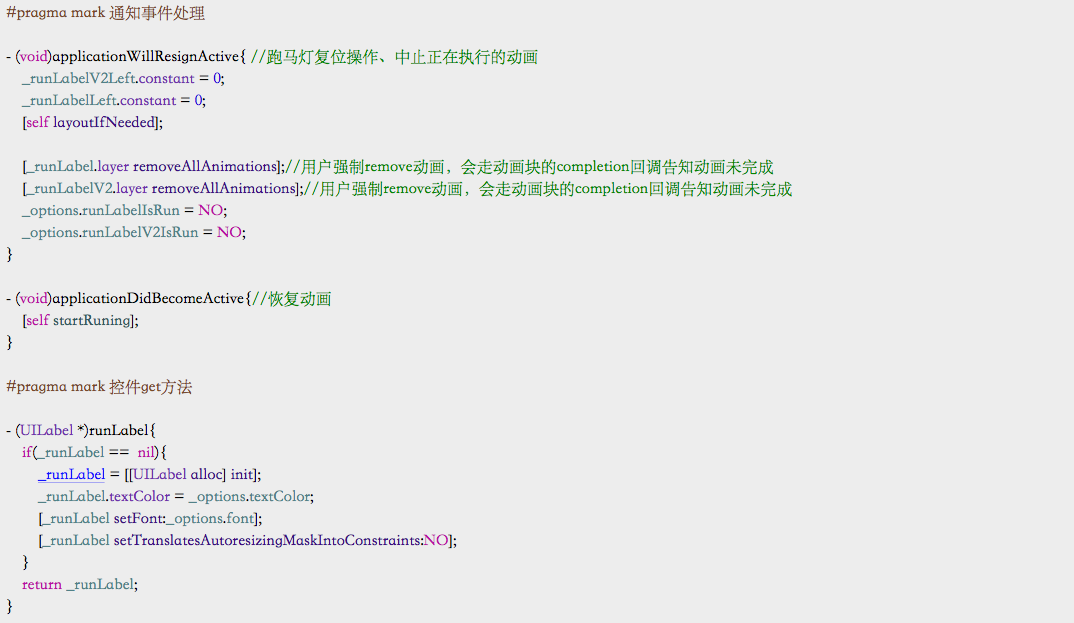 #pragma mark 通知事件处理
- (void)applicationWillResignActive{ //跑马灯复位操作、中止正在执行的动画
_runLabelV2Left.constant = 0;
_runLabelLeft.constant = 0;
[self layoutIfNeeded];
[_runLabel.layer removeAllAnimations];//用户强制remove动画，会走动画块的completion回调告知动画未完成
[_runLabelV2.layer removeAllAnimations];//用户强制remove动画，会走动画块的completion回调告知动画未完成
_options.runLabelIsRun = NO;
_options.runLabelV2IsRun = NO;
}
- (void)applicationDidBecomeActive{//恢复动画
[self startRuning];
}
#pragma mark 控件get方法
- (UILabel *)runLabel{
if(_runLabel ==  nil){
_runLabel = [[UILabel alloc] init];
_runLabel.textColor = _options.textColor;
[_runLabel setFont:_options.font];
[_runLabel setTranslatesAutoresizingMaskIntoConstraints:NO];
}
return _runLabel;
}